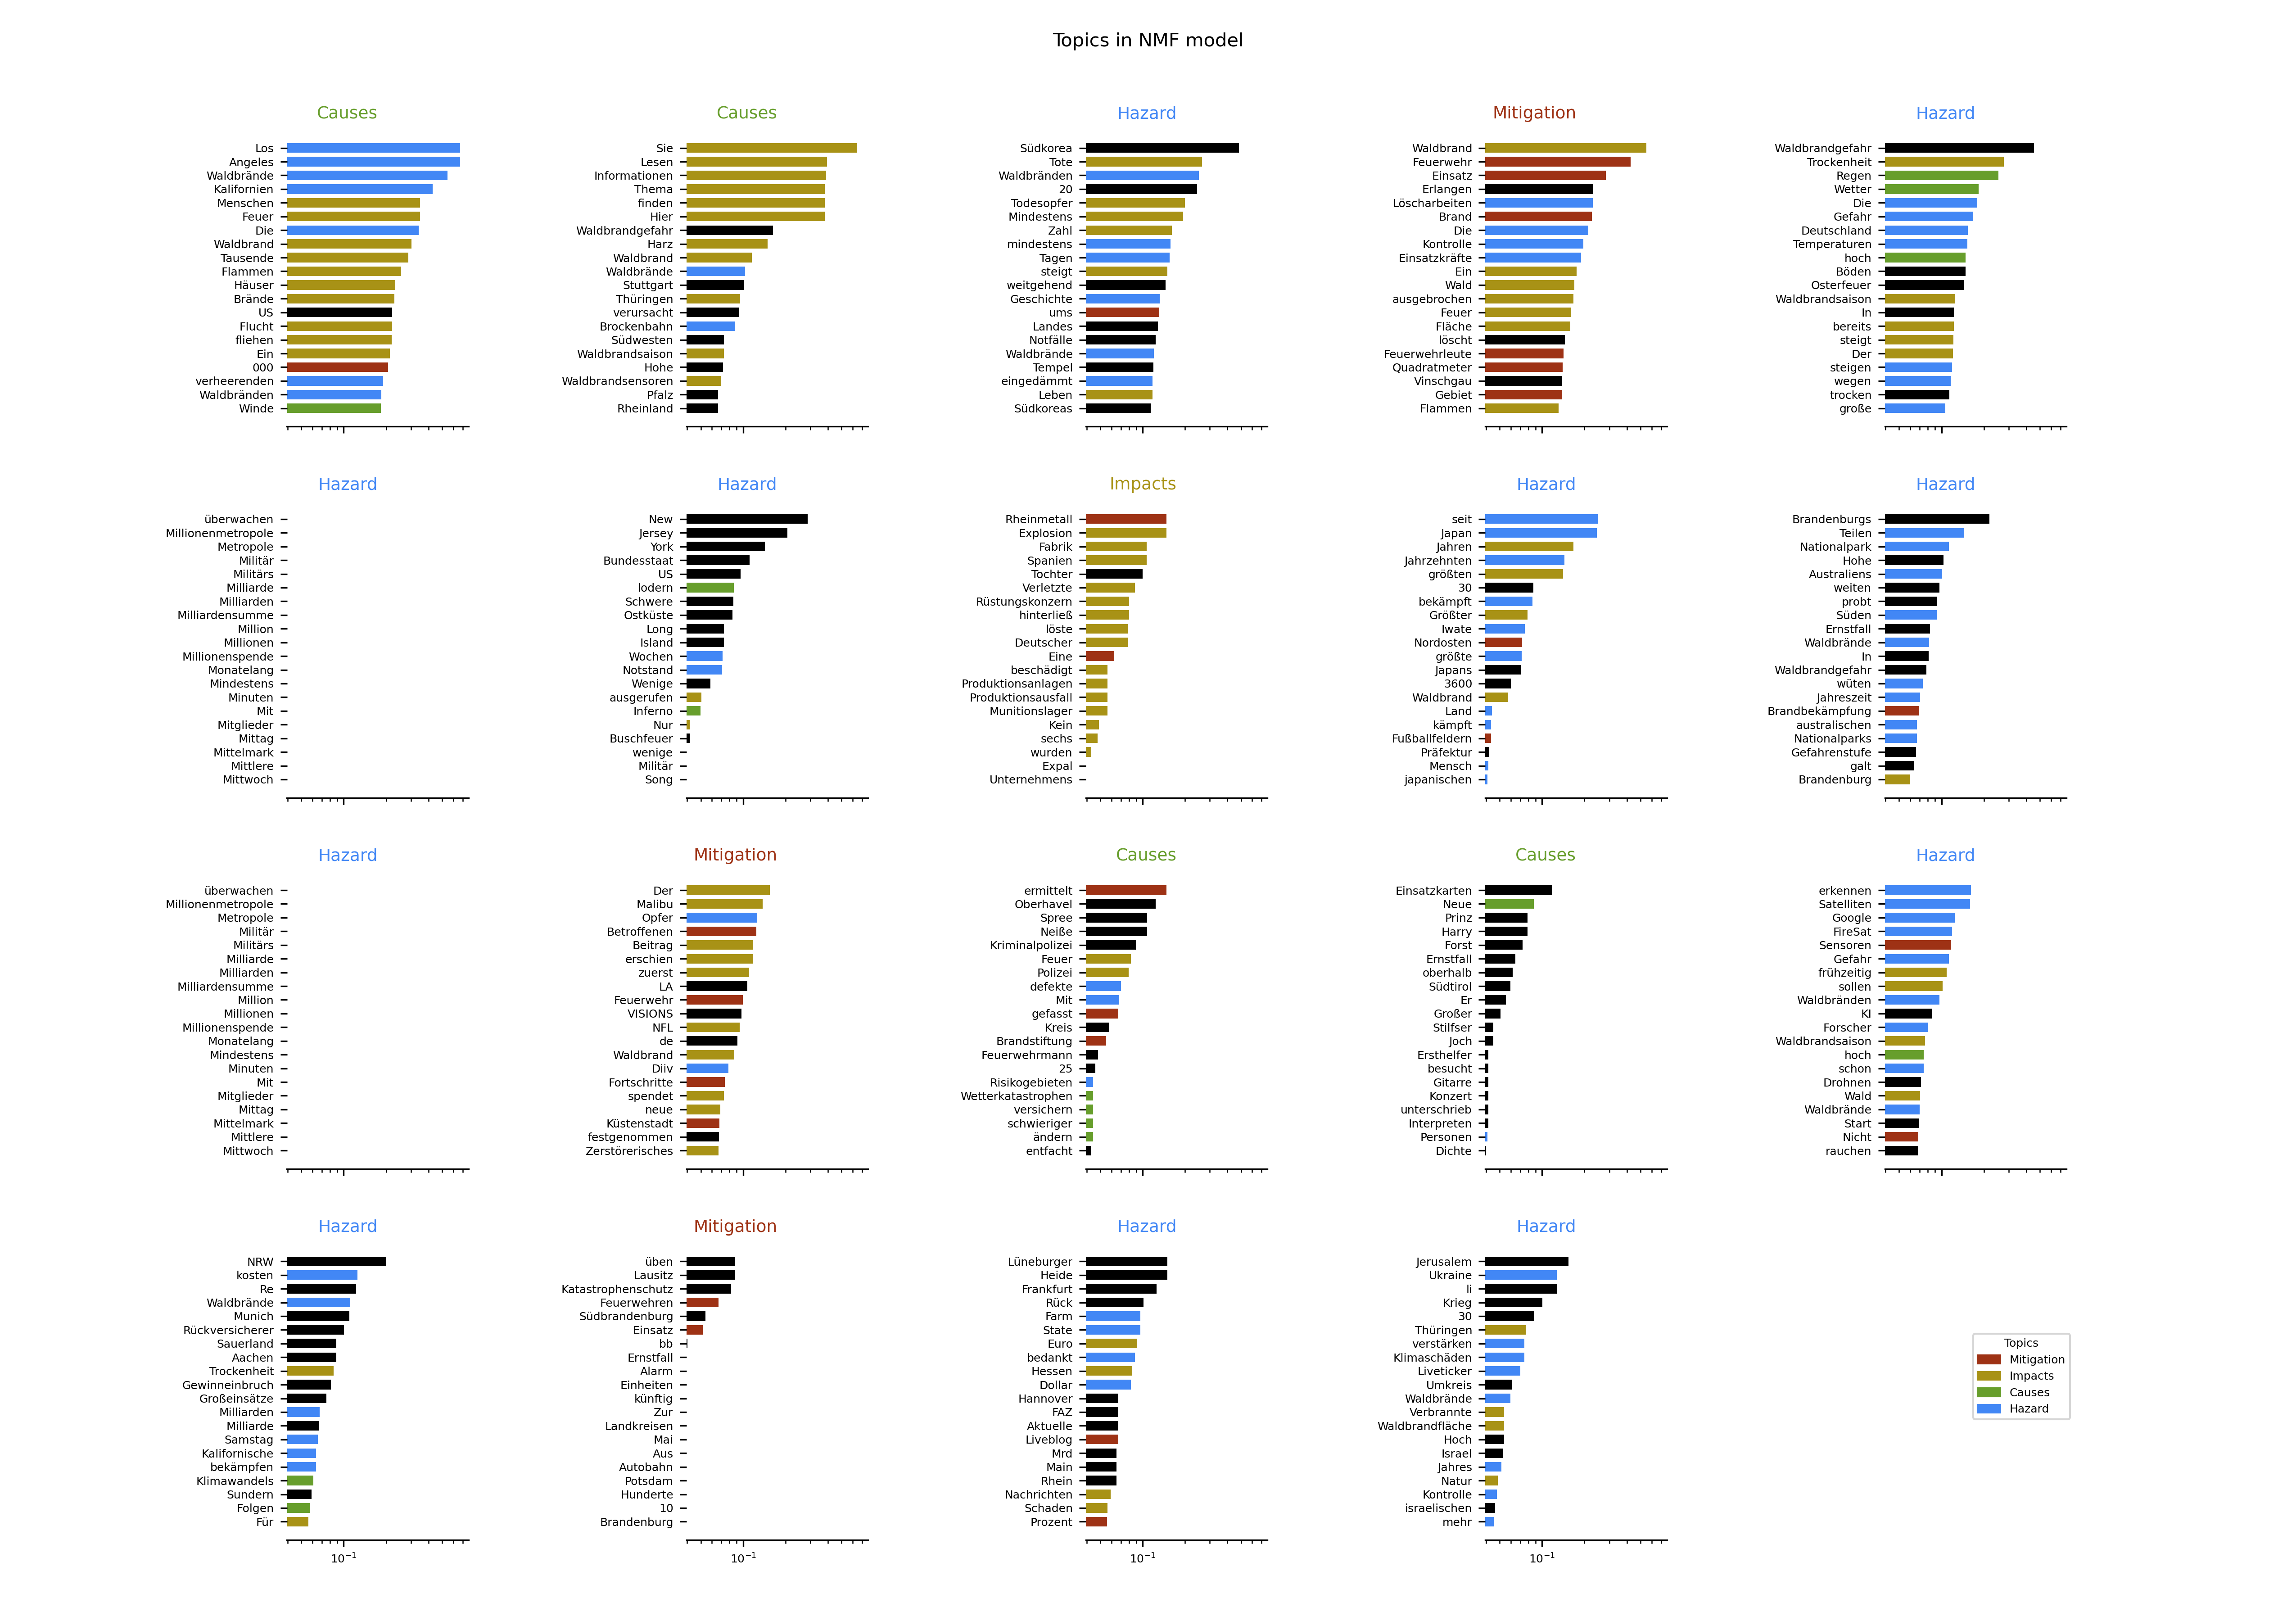 Topics in NMF model
Causes
Los
Angeles
Waldbrände
Kalifornien
Menschen
Feuer
Die
Waldbrand
Tausende
Flammen
Häuser
Brände
US
Flucht
fliehen
Ein
000
verheerenden
Waldbränden
Winde
Causes
Sie
Lesen
Informationen
Thema
finden
Hier
Waldbrandgefahr
Harz
Waldbrand
Waldbrände
Stuttgart
Thüringen
verursacht
Brockenbahn
Südwesten
Waldbrandsaison
Hohe
Waldbrandsensoren
Pfalz
Rheinland
Hazard
Südkorea
Tote
Waldbränden
20
Todesopfer
Mindestens
Zahl
mindestens
Tagen
steigt
weitgehend
Geschichte
ums
Landes
Notfälle
Waldbrände
Tempel
eingedämmt
Leben
Südkoreas
Mitigation
Waldbrand
Feuerwehr
Einsatz
Erlangen
Löscharbeiten
Brand
Die
Kontrolle
Einsatzkräfte
Ein
Wald
ausgebrochen
Feuer
Fläche
löscht
Feuerwehrleute
Quadratmeter
Vinschgau
Gebiet
Flammen
Hazard
Waldbrandgefahr
Trockenheit
Regen
Wetter
Die
Gefahr
Deutschland
Temperaturen
hoch
Böden
Osterfeuer
Waldbrandsaison
In
bereits
steigt
Der
steigen
wegen
trocken
große
Hazard
überwachen
Millionenmetropole
Metropole
Militär
Militärs
Milliarde
Milliarden
Milliardensumme
Million
Millionen
Millionenspende
Monatelang
Mindestens
Minuten
Mit
Mitglieder
Mittag
Mittelmark
Mittlere
Mittwoch
Hazard
New
Jersey
York
Bundesstaat
US
lodern
Schwere
Ostküste
Long
Island
Wochen
Notstand
Wenige
ausgerufen
Inferno
Nur
Buschfeuer
wenige
Militär
Song
Impacts
Rheinmetall
Explosion
Fabrik
Spanien
Tochter
Verletzte
Rüstungskonzern
hinterließ
löste
Deutscher
Eine
beschädigt
Produktionsanlagen
Produktionsausfall
Munitionslager
Kein
sechs
wurden
Expal
Unternehmens
Hazard
seit
Japan
Jahren
Jahrzehnten
größten
30
bekämpft
Größter
Iwate
Nordosten
größte
Japans
3600
Waldbrand
Land
kämpft
Fußballfeldern
Präfektur
Mensch
japanischen
Hazard
Brandenburgs
Teilen
Nationalpark
Hohe
Australiens
weiten
probt
Süden
Ernstfall
Waldbrände
In
Waldbrandgefahr
wüten
Jahreszeit
Brandbekämpfung
australischen
Nationalparks
Gefahrenstufe
galt
Brandenburg
Hazard
überwachen
Millionenmetropole
Metropole
Militär
Militärs
Milliarde
Milliarden
Milliardensumme
Million
Millionen
Millionenspende
Monatelang
Mindestens
Minuten
Mit
Mitglieder
Mittag
Mittelmark
Mittlere
Mittwoch
Mitigation
Der
Malibu
Opfer
Betroffenen
Beitrag
erschien
zuerst
LA
Feuerwehr
VISIONS
NFL
de
Waldbrand
Diiv
Fortschritte
spendet
neue
Küstenstadt
festgenommen
Zerstörerisches
Causes
ermittelt
Oberhavel
Spree
Neiße
Kriminalpolizei
Feuer
Polizei
defekte
Mit
gefasst
Kreis
Brandstiftung
Feuerwehrmann
25
Risikogebieten
Wetterkatastrophen
versichern
schwieriger
ändern
entfacht
Causes
Einsatzkarten
Neue
Prinz
Harry
Forst
Ernstfall
oberhalb
Südtirol
Er
Großer
Stilfser
Joch
Ersthelfer
besucht
Gitarre
Konzert
unterschrieb
Interpreten
Personen
Dichte
Hazard
erkennen
Satelliten
Google
FireSat
Sensoren
Gefahr
frühzeitig
sollen
Waldbränden
KI
Forscher
Waldbrandsaison
hoch
schon
Drohnen
Wald
Waldbrände
Start
Nicht
rauchen
Hazard
NRW
kosten
Re
Waldbrände
Munich
Rückversicherer
Sauerland
Aachen
Trockenheit
Gewinneinbruch
Großeinsätze
Milliarden
Milliarde
Samstag
Kalifornische
bekämpfen
Klimawandels
Sundern
Folgen
Für
10⁻¹
Mitigation
üben
Lausitz
Katastrophenschutz
Feuerwehren
Südbrandenburg
Einsatz
bb
Ernstfall
Alarm
Einheiten
künftig
Zur
Landkreisen
Mai
Aus
Autobahn
Potsdam
Hunderte
10
Brandenburg
10⁻¹
Hazard
Lüneburger
Heide
Frankfurt
Rück
Farm
State
Euro
bedankt
Hessen
Dollar
Hannover
FAZ
Aktuelle
Liveblog
Mrd
Main
Rhein
Nachrichten
Schaden
Prozent
10⁻¹
Hazard
Jerusalem
Ukraine
li
Krieg
30
Thüringen
verstärken
Klimaschäden
Liveticker
Umkreis
Waldbrände
Verbrannte
Waldbrandfläche
Hoch
Israel
Jahres
Natur
Kontrolle
israelischen
mehr
10⁻¹
Topics
Mitigation
Impacts
Causes
Hazard